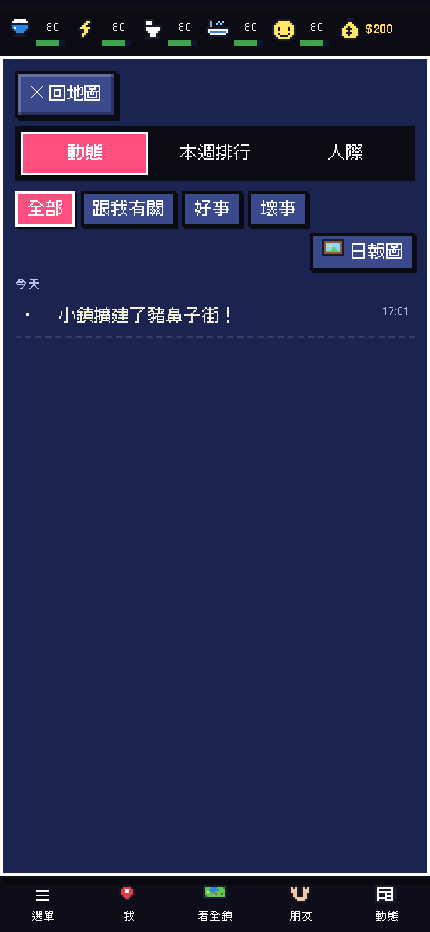 80 80 80 80 80 $200
回地圖
動態 本週排行 人際
全部 跟我有關 好事 壞事
日報圖
今天
· 小鎮擴建了豬鼻子街！ 17:01
選單 我 看全鎮 朋友 動態